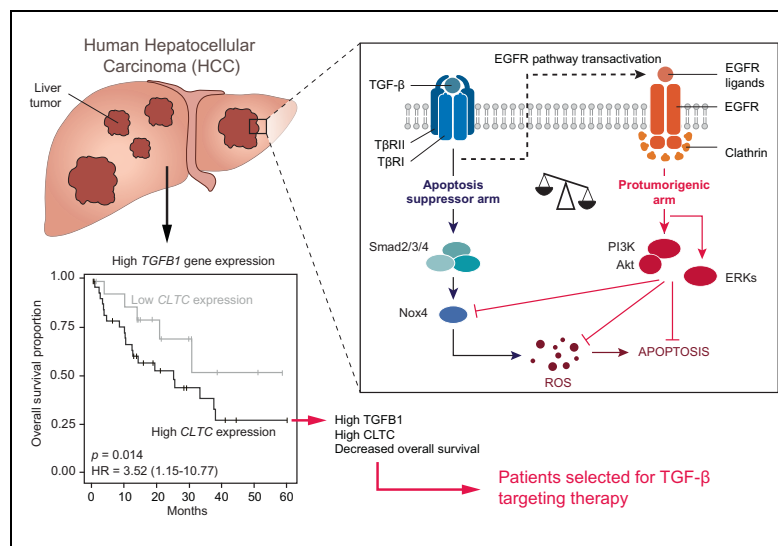 Human Hepatocellular
Carcinoma (HCC)
Liver
tumor
High TGFB1 gene expression
Overall survival proportion
1.00
0.75
0.50
0.25
0.00
Low CLTC expression
High CLTC expression
p = 0.014
HR = 3.52 (1.15-10.77)
0 10 20 30 40 50 60
Months
EGFR pathway transactivation
TGF-β
TβRII
TβRI
EGFR
ligands
EGFR
Clathrin
Apoptosis
suppressor arm
Protumorigenic
arm
Smad2/3/4
PI3K
Akt
ERKs
Nox4
ROS
APOPTOSIS
High TGFB1
High CLTC
Decreased overall survival
Patients selected for TGF-β
targeting therapy